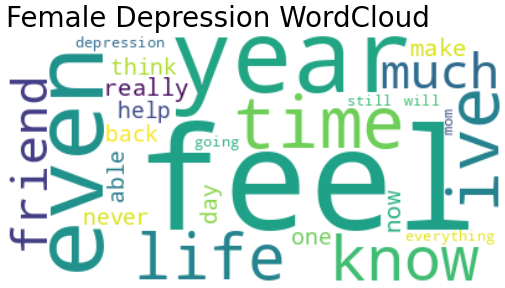 Female Depression WordCloud
depression
year
make
think
much
really
even
friend
help
still
will
time
ive
back
mom
going
feel
able
day
now
never
one
everything
life
know